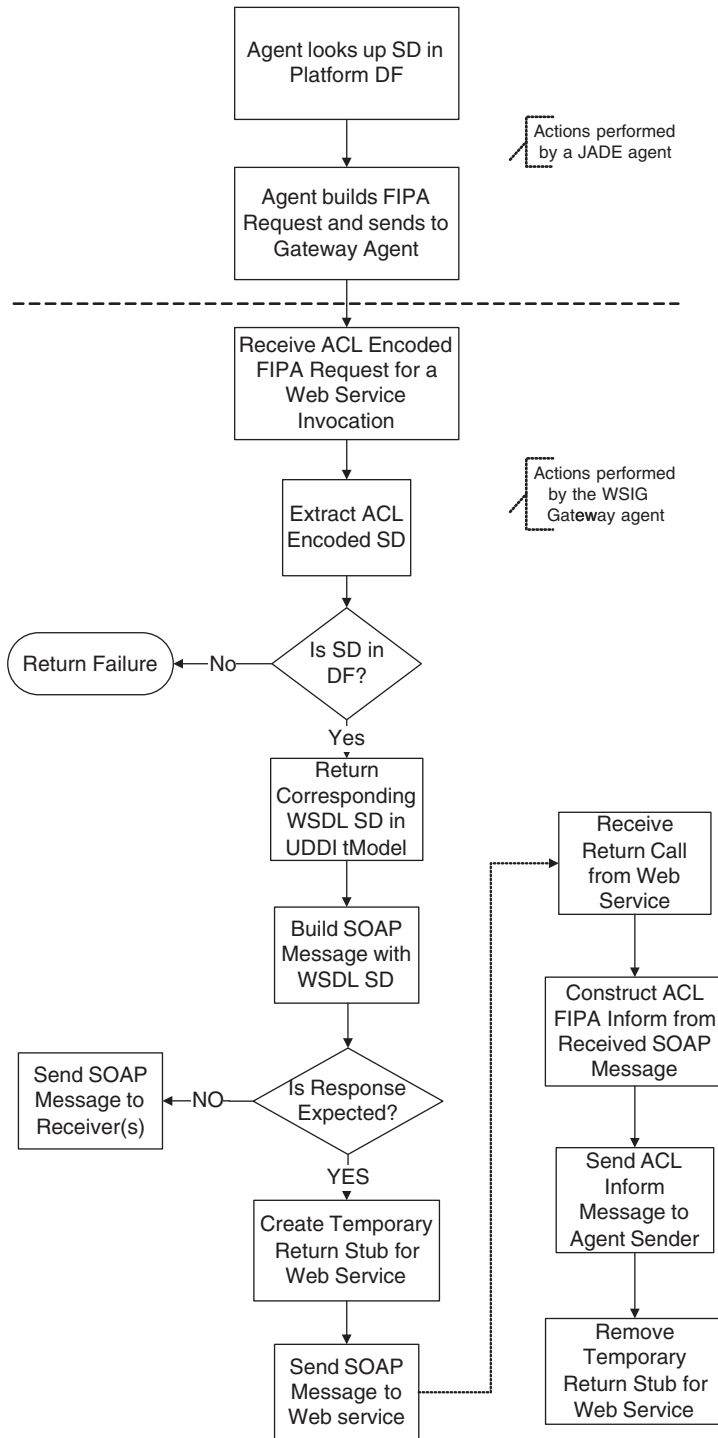 Agent looks up SD in
Platform DF
Actions performed
by a JADE agent
Agent builds FIPA
Request and sends to
Gateway Agent
Receive ACL Encoded
FIPA Request for a
Web Service
Invocation
Actions performed
by the WSIG
Gateway agent
Extract ACL
Encoded SD
Is SD in
DF?
No
Return Failure
Yes
Return
Corresponding
WSDL SD in
UDDI tModel
Build SOAP
Message with
WSDL SD
Is Response
Expected?
NO
Send SOAP
Message to
Receiver(s)
YES
Create Temporary
Return Stub for
Web Service
Send SOAP
Message to
Web service
Receive
Return Call
from Web
Service
Construct ACL
FIPA Inform from
Received SOAP
Message
Send ACL
Inform
Message to
Agent Sender
Remove
Temporary
Return Stub for
Web Service